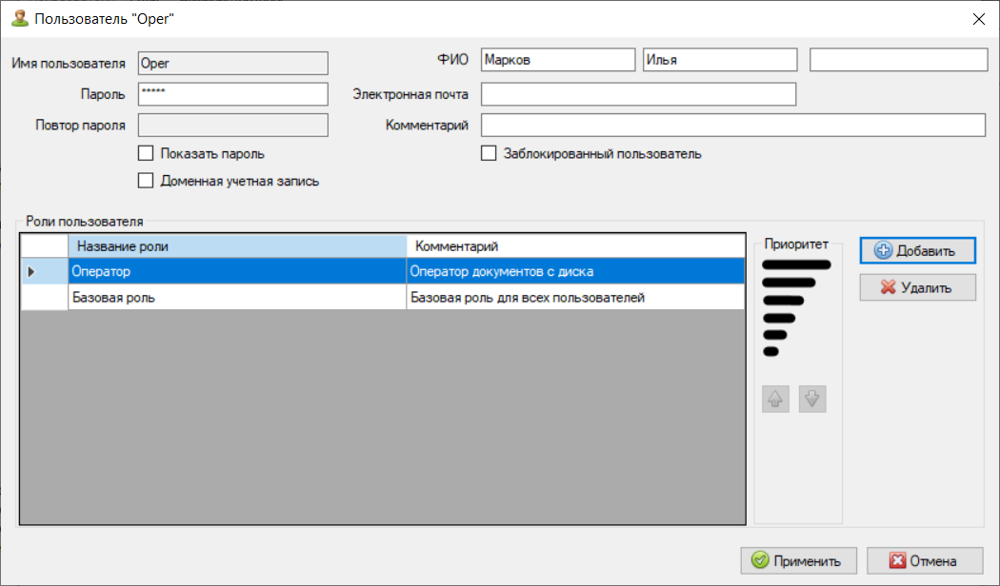 Пользователь "Oper"
Имя пользователя Oper ФИО Марков Илья
Пароль ***** Электронная почта
Повтор пароля Комментарий
Показать пароль Заблокированный пользователь
Доменная учетная запись
Роли пользователя
Название роли Комментарий Приоритет Добавить
Оператор Оператор документов с диска
Базовая роль Базовая роль для всех пользователей Удалить
Применить Отмена